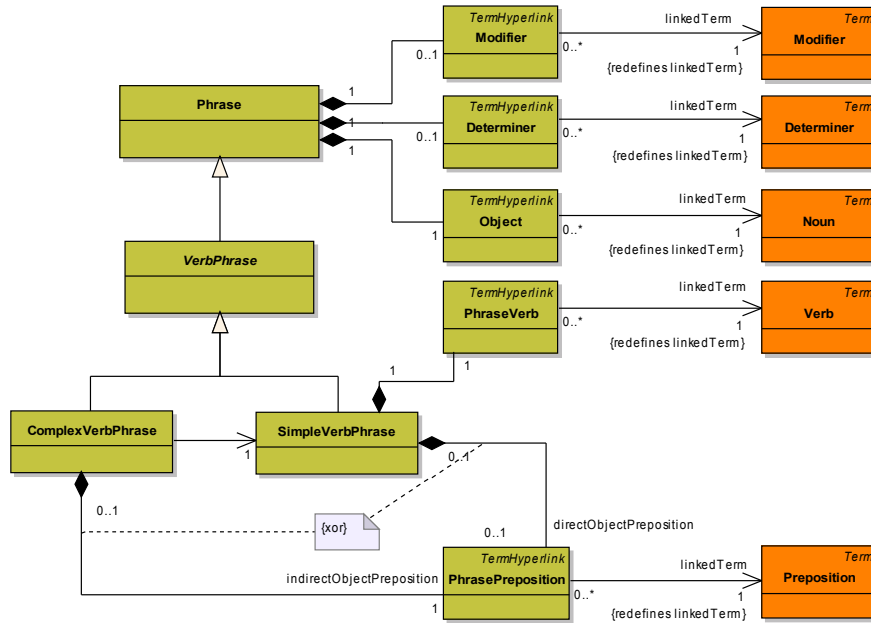 TermHyperlink
Modifier
linkedTerm
Term
Modifier
0..1
0..*
1
{redefines linkedTerm}
Phrase
1
1
1
TermHyperlink
Determiner
linkedTerm
Term
Determiner
0..1
0..*
1
{redefines linkedTerm}
TermHyperlink
Object
linkedTerm
Term
Noun
1
0..*
1
{redefines linkedTerm}
VerbPhrase
TermHyperlink
PhraseVerb
linkedTerm
Term
Verb
0..*
1
{redefines linkedTerm}
1
1
ComplexVerbPhrase
1
SimpleVerbPhrase
0..1
0..1
{xor}
0..1
directObjectPreposition
indirectObjectPreposition
1
TermHyperlink
PhrasePreposition
linkedTerm
Term
Preposition
0..*
1
{redefines linkedTerm}